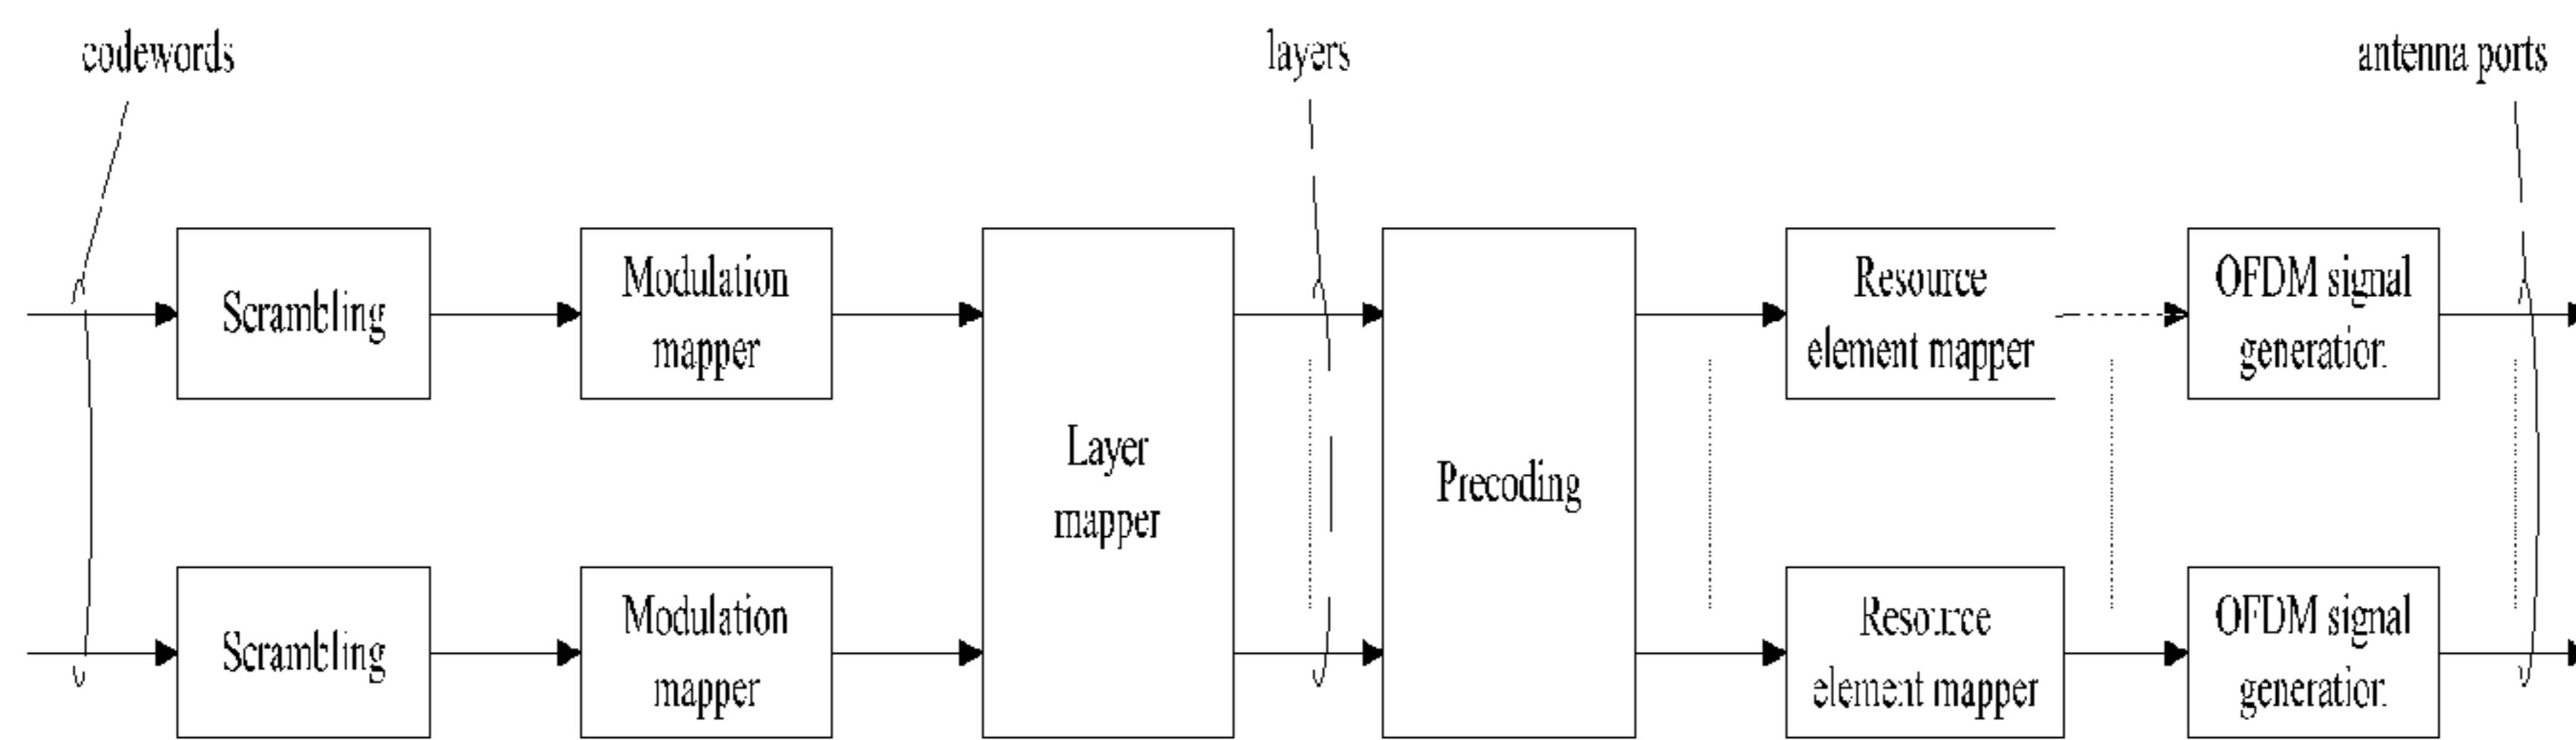 codewords
layers
antenna ports
Scrambling
Modulation
mapper
Layer
mapper
Precoding
Resource
element mapper
OFDM signal
generation
Scrambling
Modulation
mapper
Resource
element mapper
OFDM signal
generation